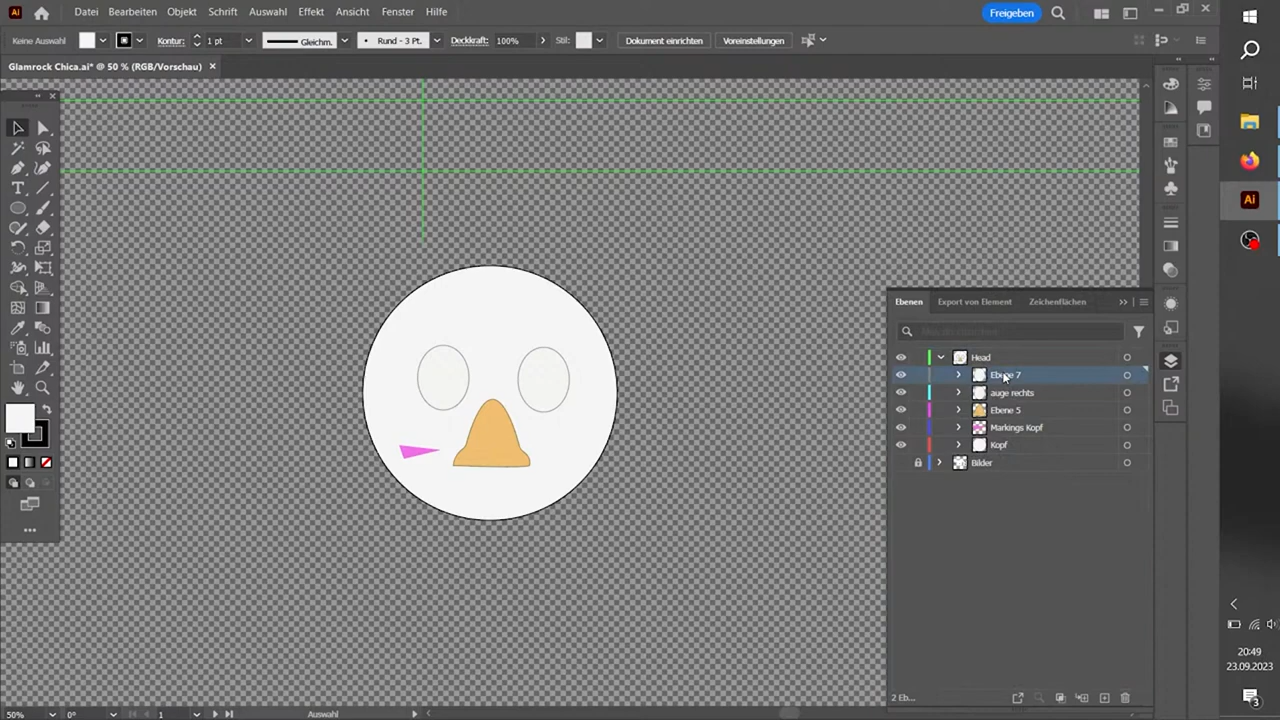 Ai Datei Bearbeiten Objekt Schrift Auswahl Effekt Ansicht Fenster Hilfe Freigeben
Keine Auswahl Kontur: 1 pt Gleichm. Rund - 3 Pt. Deckkraft: 100% Stil: Dokument einrichten Voreinstellungen
Glamrock Chica.ai* @ 50 % (RGB/Vorschau)
Ebenen Export von Element Zeichenflächen
Head
Ebene 7
auge rechts
Ebene 5
Markings Kopf
Kopf
Bilder
2 Eb...
50% 0° 1 Auswahl
Ai
20:49
23.09.2023
3